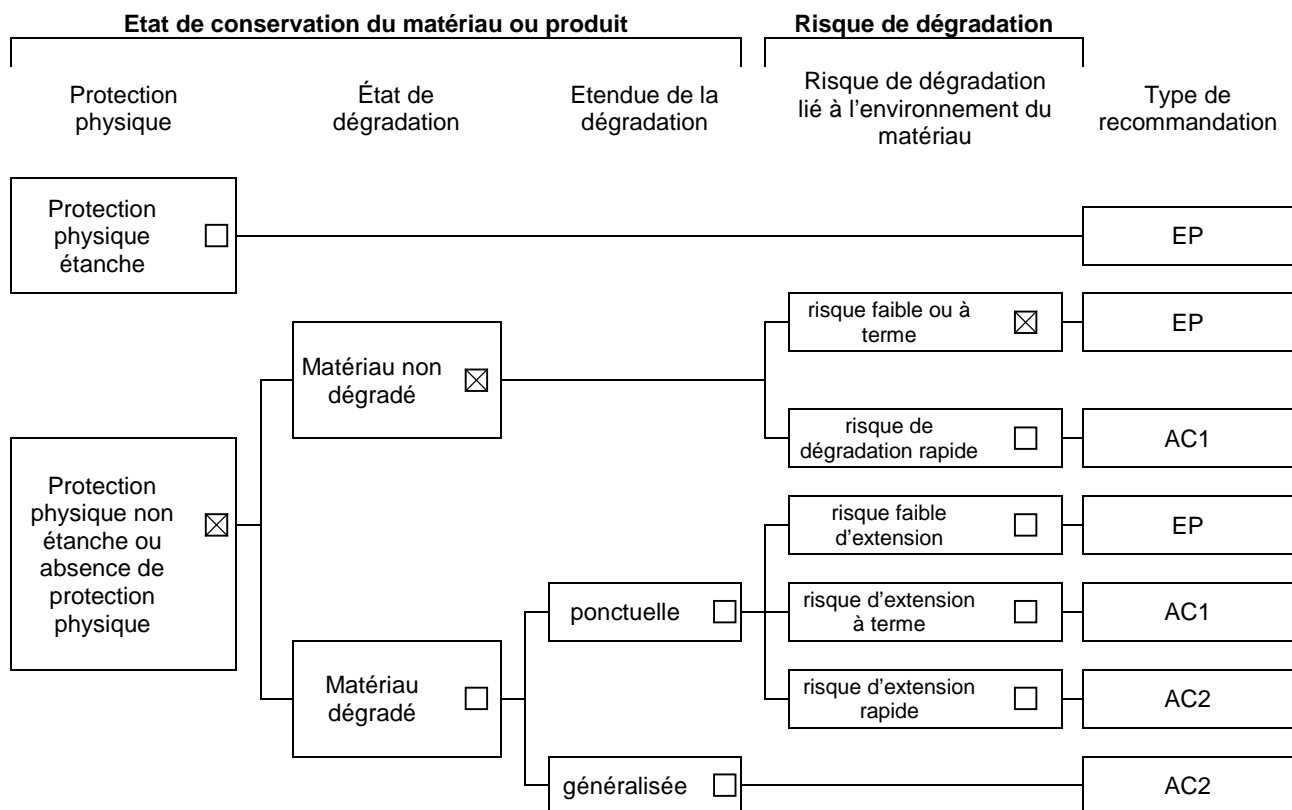 Etat de conservation du matériau ou produit
Risque de dégradation
Protection
physique
État de
dégradation
Etendue de la
dégradation
Risque de dégradation
lié à l'environnement du
matériau
Type de
recommandation
Protection
physique
étanche
EP
risque faible ou à
terme
EP
Matériau non
dégradé
risque de
dégradation rapide
AC1
Protection
physique non
étanche ou
absence de
protection
physique
risque faible
d'extension
EP
ponctuelle
risque d'extension
à terme
AC1
Matériau
dégradé
risque d'extension
rapide
AC2
généralisée
AC2